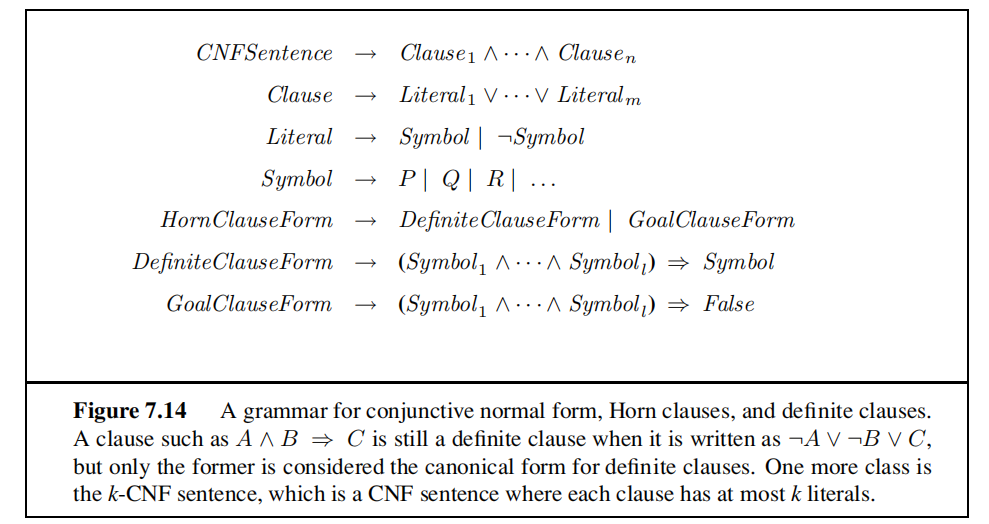 CNFSentence → Clause₁ ∧ ⋯ ∧ Clauseₙ
Clause → Literal₁ ∨ ⋯ ∨ Literalₘ
Literal → Symbol | ¬Symbol
Symbol → P | Q | R | ...
HornClauseForm → DefiniteClauseForm | GoalClauseForm
DefiniteClauseForm → (Symbol₁ ∧ ⋯ ∧ Symbolₗ) ⇒ Symbol
GoalClauseForm → (Symbol₁ ∧ ⋯ ∧ Symbolₗ) ⇒ False
Figure 7.14 A grammar for conjunctive normal form, Horn clauses, and definite clauses.
A clause such as A ∧ B ⇒ C is still a definite clause when it is written as ¬A ∨ ¬B ∨ C,
but only the former is considered the canonical form for definite clauses. One more class is
the k-CNF sentence, which is a CNF sentence where each clause has at most k literals.